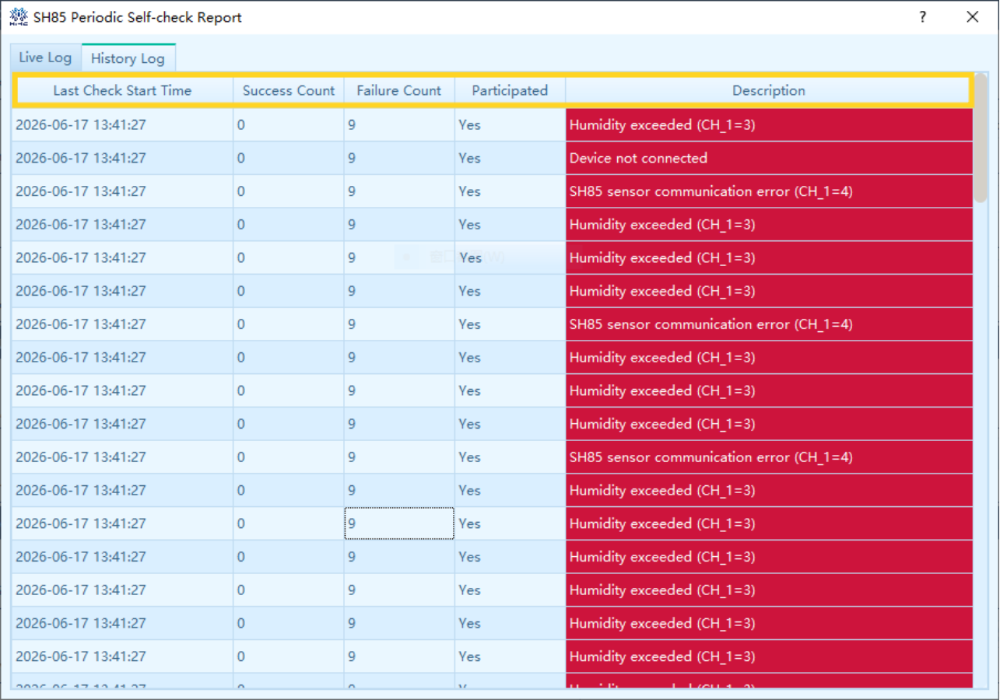 SH85 Periodic Self-check Report ?
Live Log History Log
Last Check Start Time Success Count Failure Count Participated Description
2026-06-17 13:41:27 0 9 Yes Humidity exceeded (CH_1=3)
2026-06-17 13:41:27 0 9 Yes Device not connected
2026-06-17 13:41:27 0 9 Yes SH85 sensor communication error (CH_1=4)
2026-06-17 13:41:27 0 9 Yes Humidity exceeded (CH_1=3)
2026-06-17 13:41:27 0 9 Yes Humidity exceeded (CH_1=3)
2026-06-17 13:41:27 0 9 Yes Humidity exceeded (CH_1=3)
2026-06-17 13:41:27 0 9 Yes SH85 sensor communication error (CH_1=4)
2026-06-17 13:41:27 0 9 Yes Humidity exceeded (CH_1=3)
2026-06-17 13:41:27 0 9 Yes Humidity exceeded (CH_1=3)
2026-06-17 13:41:27 0 9 Yes Humidity exceeded (CH_1=3)
2026-06-17 13:41:27 0 9 Yes SH85 sensor communication error (CH_1=4)
2026-06-17 13:41:27 0 9 Yes Humidity exceeded (CH_1=3)
2026-06-17 13:41:27 0 9 Yes Humidity exceeded (CH_1=3)
2026-06-17 13:41:27 0 9 Yes Humidity exceeded (CH_1=3)
2026-06-17 13:41:27 0 9 Yes Humidity exceeded (CH_1=3)
2026-06-17 13:41:27 0 9 Yes Humidity exceeded (CH_1=3)
2026-06-17 13:41:27 0 9 Yes Humidity exceeded (CH_1=3)